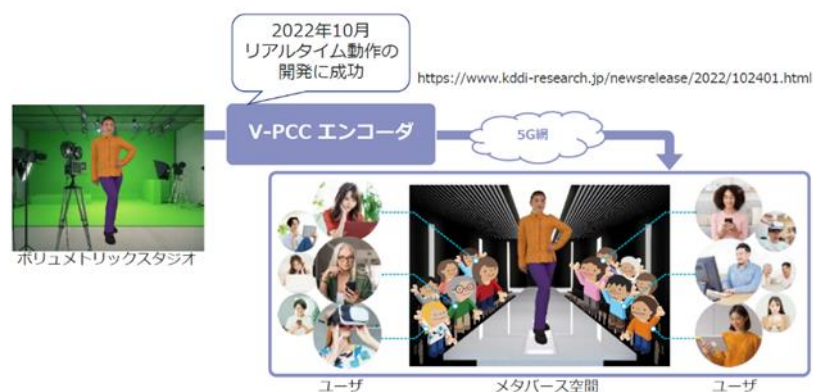 2022年10月
リアルタイム動作の
開発に成功
https://www.kddi-research.jp/newsrelease/2022/102401.html
V-PCC エンコーダ
5G網
ボリュメトリックスタジオ
ユーザ
メタバース空間
ユーザ